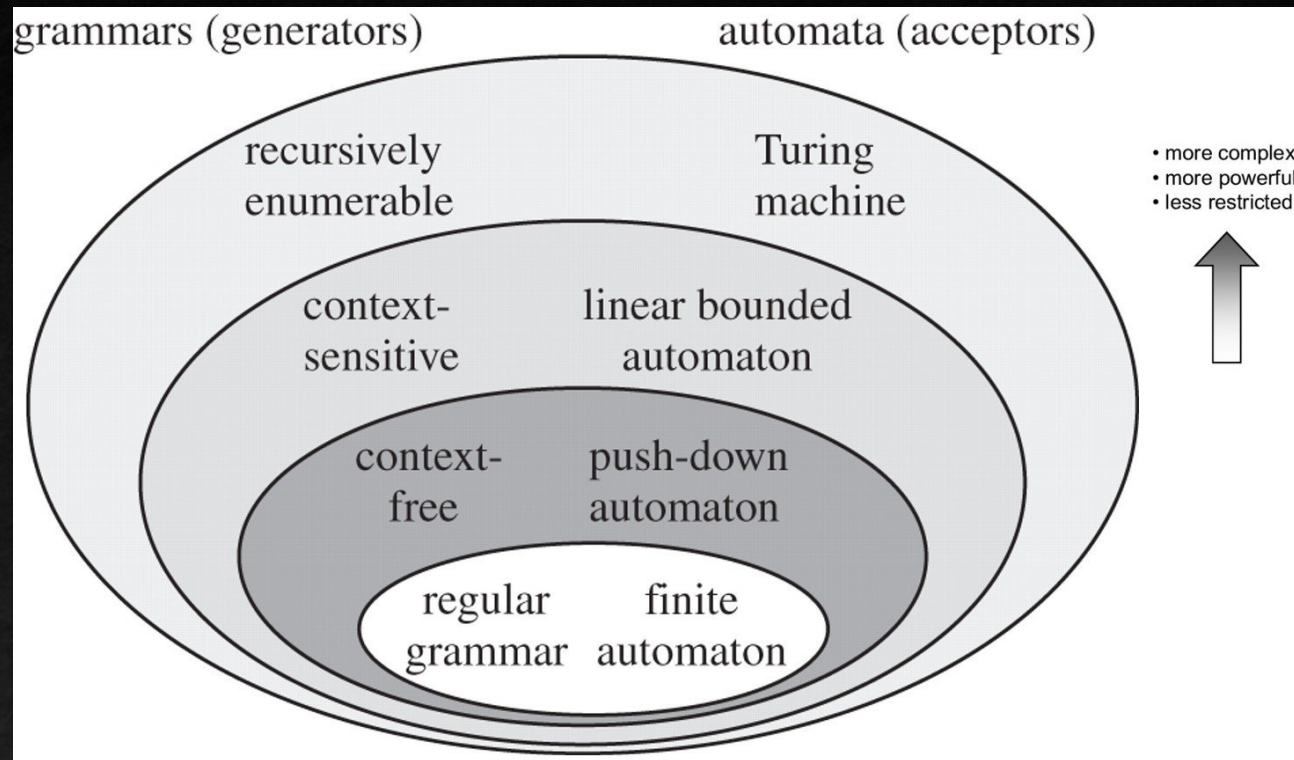 grammars (generators)
automata (acceptors)
recursively
enumerable
Turing
machine
• more complex
• more powerful
• less restricted
context-
sensitive
linear bounded
automaton
context-
free
push-down
automaton
regular
grammar
finite
automaton